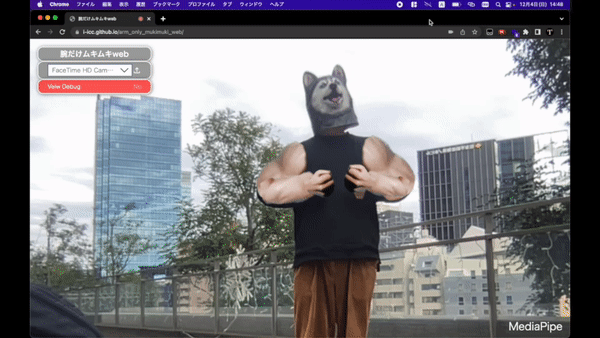 Chrome ファイル 編集 表示 履歴 ブックマーク プロファイル タブ ウィンドウ ヘルプ
12月4日(日) 14:48
腕だけムキムキweb
i-icc.github.io/arm_only_mukimuki_web/
腕だけムキムキweb
FaceTime HD Cam…
Veiw Debug No
MediaPipe